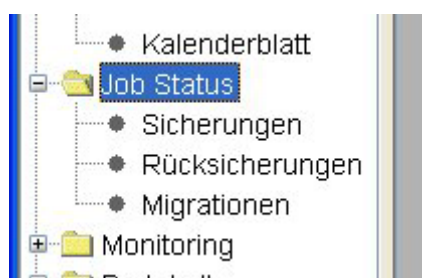 Kalenderblatt
Job Status
Sicherungen
Rücksicherungen
Migrationen
Monitoring